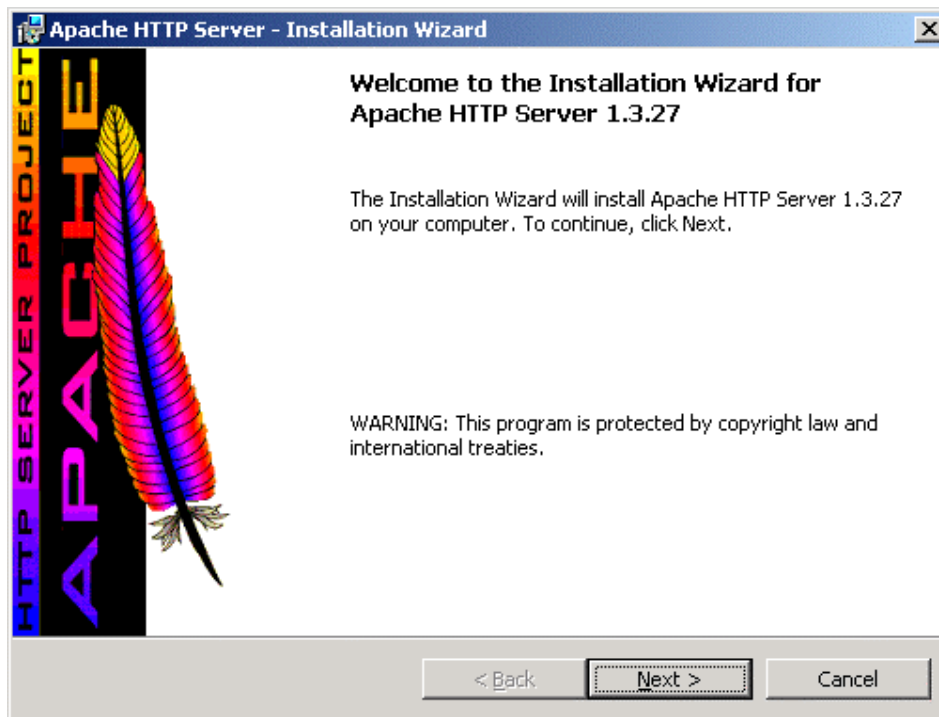 Apache HTTP Server - Installation Wizard
HTTP SERVER PROJECT
APACHE
Welcome to the Installation Wizard for
Apache HTTP Server 1.3.27
The Installation Wizard will install Apache HTTP Server 1.3.27
on your computer. To continue, click Next.
WARNING: This program is protected by copyright law and
international treaties.
< Back
Next >
Cancel